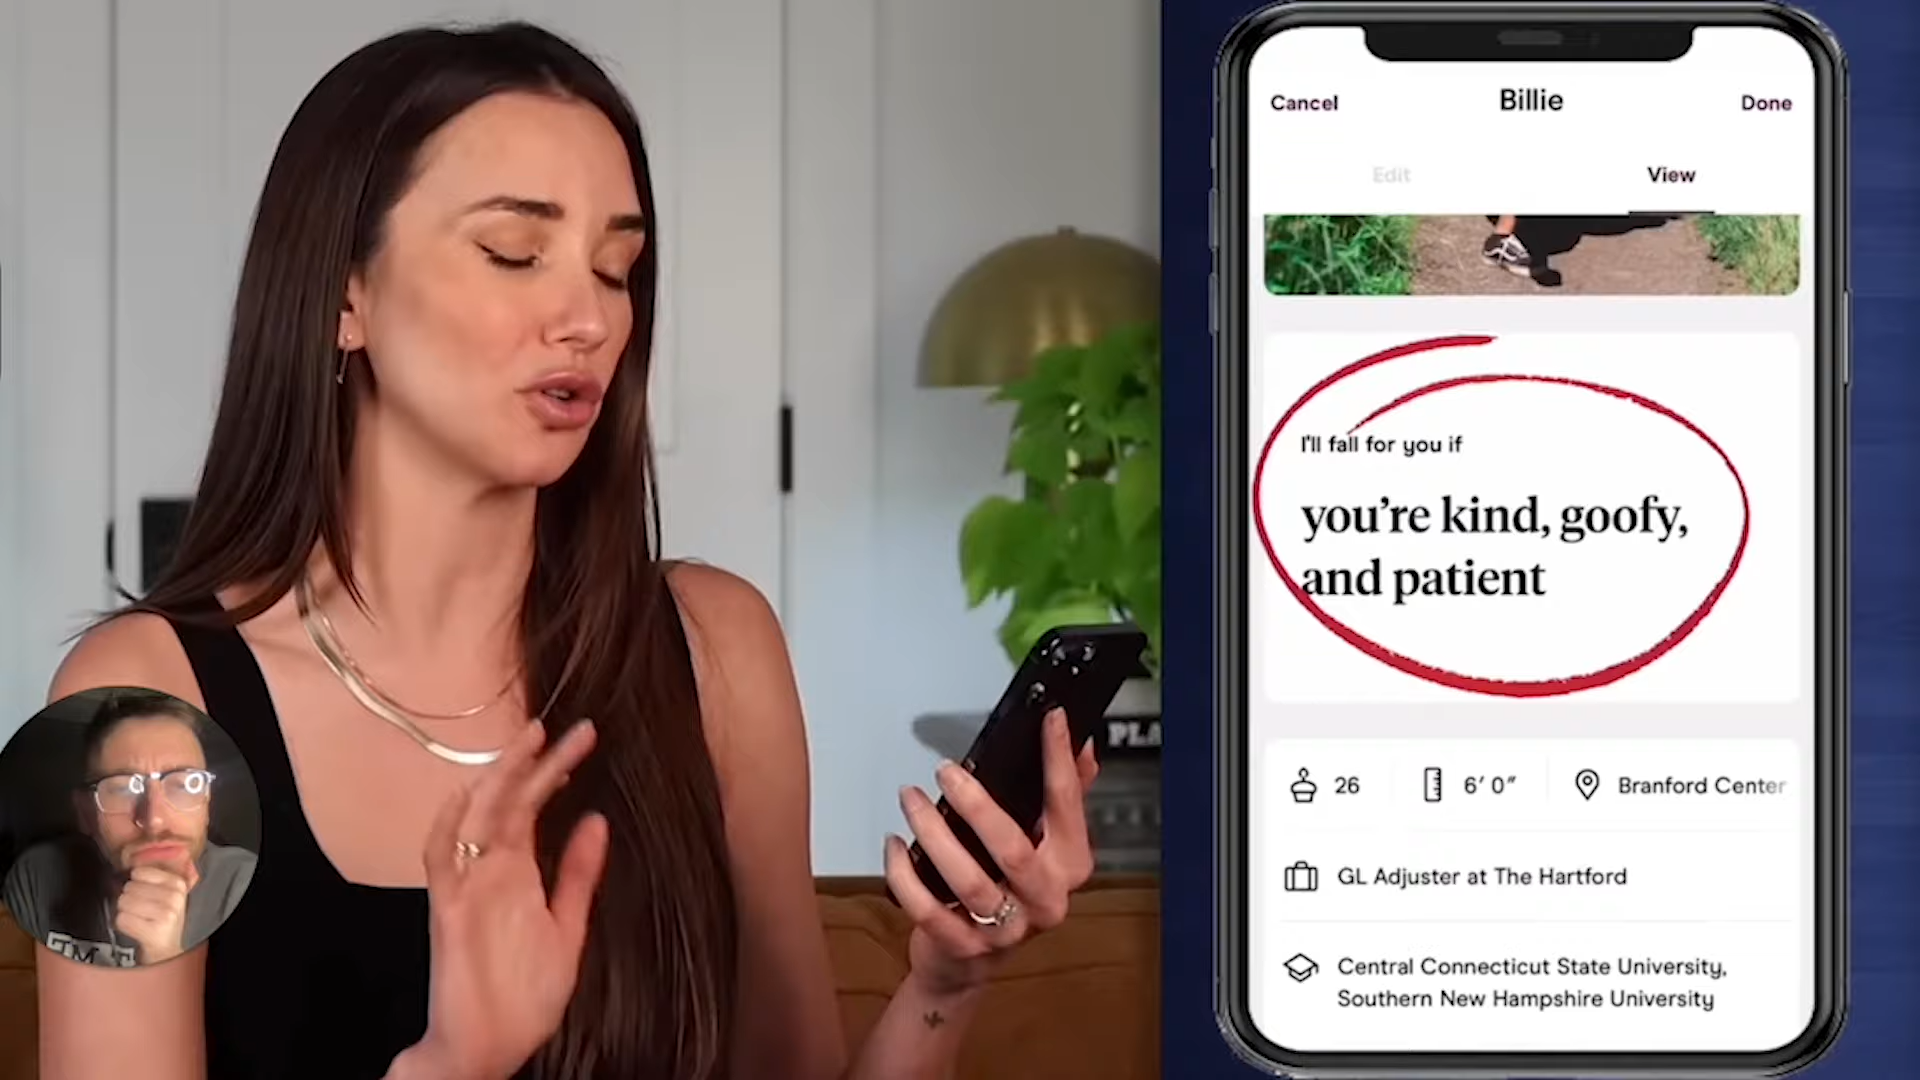 Cancel
Billie
Done
Edit
View
I'll fall for you if
you're kind, goofy,
and patient
26
6' 0"
Branford Center
GL Adjuster at The Hartford
Central Connecticut State University,
Southern New Hampshire University